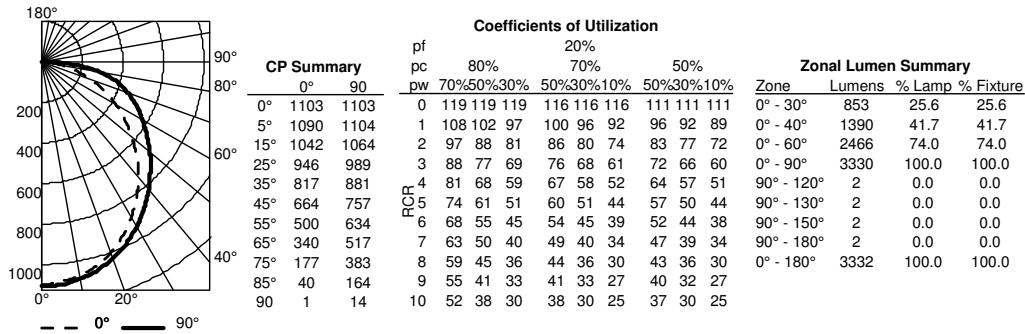 180°
90°
80°
60°
40°
20°
0°
200
400
600
800
1000
0° 90°
CP Summary
0° 90
0° 1103 1103
5° 1090 1104
15° 1042 1064
25° 946 989
35° 817 881
45° 664 757
55° 500 634
65° 340 517
75° 177 383
85° 40 164
90 1 14
Coefficients of Utilization
pf 20%
pc 80% 70% 50%
pw 70%50%30% 50%30%10% 50%30%10%
RCR
0 119 119 119 116 116 116 111 111 111
1 108 102 97 100 96 92 96 92 89
2 97 88 81 86 80 74 83 77 72
3 88 77 69 76 68 61 72 66 60
4 81 68 59 67 58 52 64 57 51
5 74 61 51 60 51 44 57 50 44
6 68 55 45 54 45 39 52 44 38
7 63 50 40 49 40 34 47 39 34
8 59 45 36 44 36 30 43 36 30
9 55 41 33 41 33 27 40 32 27
10 52 38 30 38 30 25 37 30 25
Zonal Lumen Summary
Zone Lumens % Lamp % Fixture
0° - 30° 853 25.6 25.6
0° - 40° 1390 41.7 41.7
0° - 60° 2466 74.0 74.0
0° - 90° 3330 100.0 100.0
90° - 120° 2 0.0 0.0
90° - 130° 2 0.0 0.0
90° - 150° 2 0.0 0.0
90° - 180° 2 0.0 0.0
0° - 180° 3332 100.0 100.0